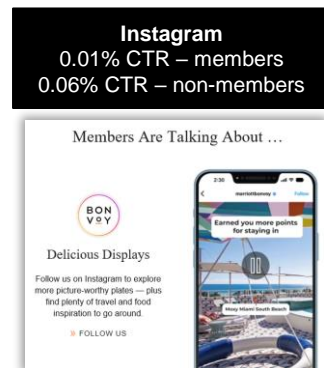 Instagram
0.01% CTR – members
0.06% CTR – non-members
Members Are Talking About …
BON
VOY
Delicious Displays
Follow us on Instagram to explore
more picture-worthy plates — plus
find plenty of travel and food
inspiration to go around.
» FOLLOW US
2:30
marriottbonvoy
Follow
Earned you more points
for staying in
Moxy Miami South Beach